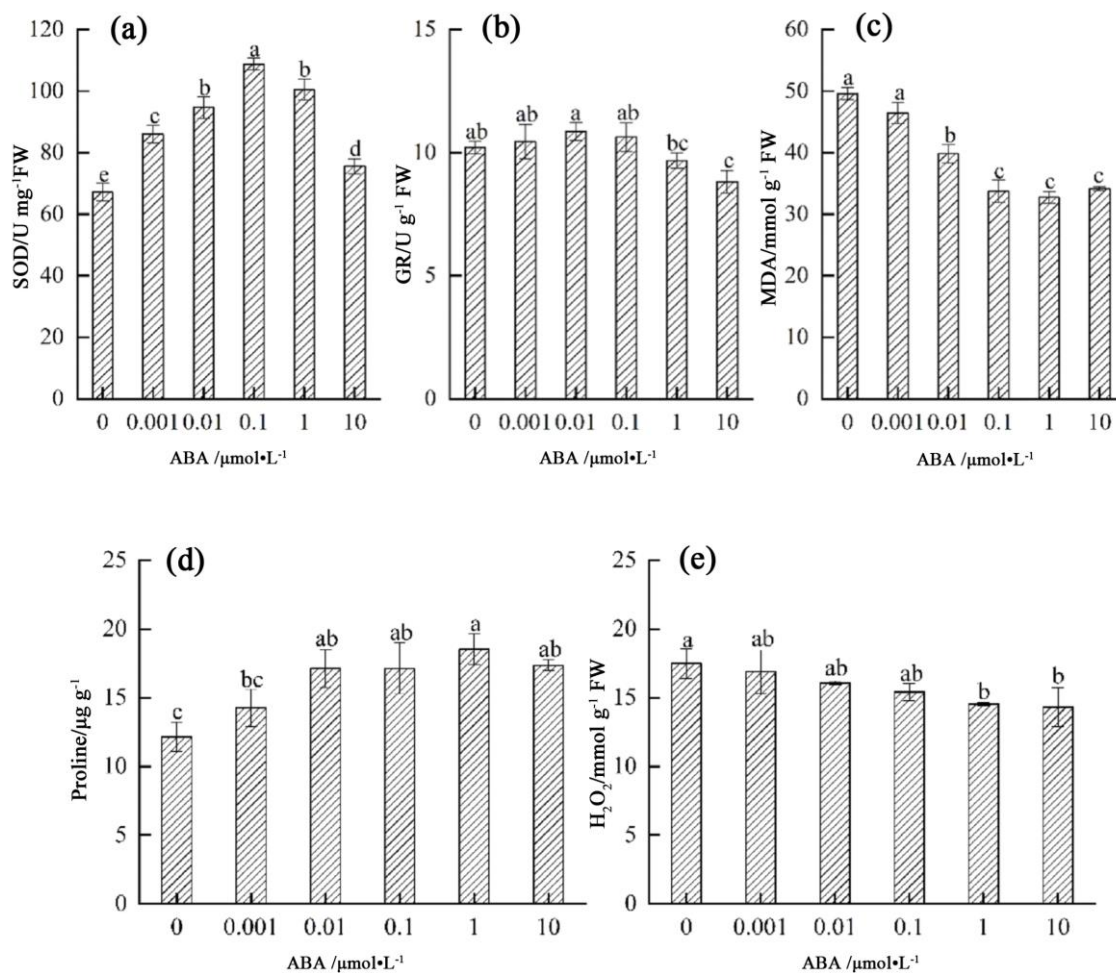 (a)
SOD/U mg⁻¹FW
120
100
80
60
40
20
0
e
c
b
a
b
d
0 0.001 0.01 0.1 1 10
ABA /μmol•L⁻¹
(b)
GR/U g⁻¹ FW
15
10
5
0
ab
ab
a
ab
bc
c
0 0.001 0.01 0.1 1 10
ABA /μmol•L⁻¹
(c)
MDA/mmol g⁻¹ FW
60
50
40
30
20
10
0
a
a
b
c
c
c
0 0.001 0.01 0.1 1 10
ABA /μmol•L⁻¹
(d)
Proline/μg g⁻¹
25
20
15
10
5
0
c
bc
ab
ab
a
ab
0 0.001 0.01 0.1 1 10
ABA /μmol•L⁻¹
(e)
H₂O₂/mmol g⁻¹ FW
25
20
15
10
5
0
a
ab
ab
ab
b
b
0 0.001 0.01 0.1 1 10
ABA /μmol•L⁻¹